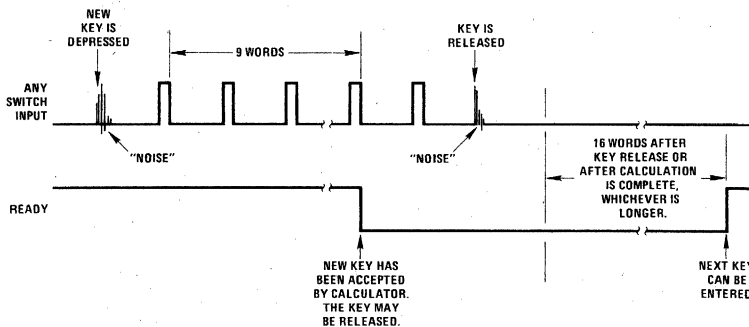 NEW
KEY IS
DEPRESSED
9 WORDS
KEY IS
RELEASED
ANY
SWITCH
INPUT
"NOISE"
"NOISE"
16 WORDS AFTER
KEY RELEASE OR
AFTER CALCULATION
IS COMPLETE,
WHICHEVER IS
LONGER.
READY
NEW KEY HAS
BEEN ACCEPTED
BY CALCULATOR.
THE KEY MAY
BE RELEASED.
NEXT KEY
CAN BE
ENTERED